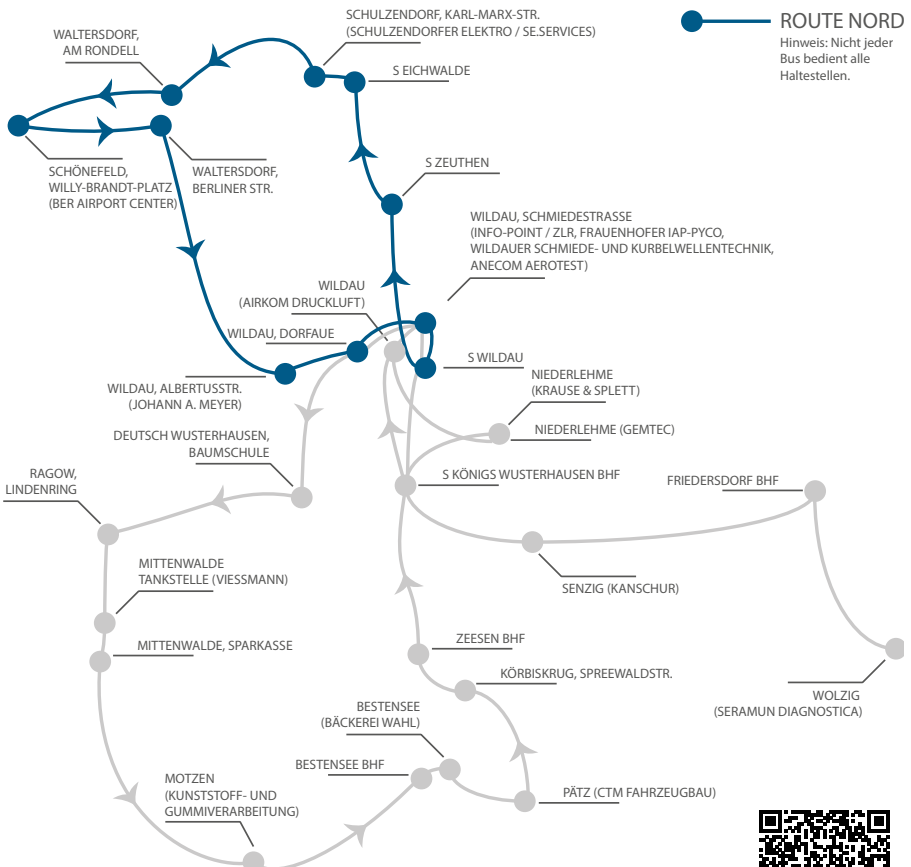 SCHULZENDORF, KARL-MARX-STR.
(SCHULZENDORFER ELEKTRO / SE.SERVICES)
ROUTE NORD
Hinweis: Nicht jeder
Bus bedient alle
Haltestellen.
WALTERSDORF,
AM RONDELL
S EICHWALDE
SCHÖNEFELD,
WILLY-BRANDT-PLATZ
(BER AIRPORT CENTER)
WALTERSDORF,
BERLINER STR.
S ZEUTHEN
WILDAU, SCHMIEDESTRASSE
(INFO-POINT / ZLR, FRAUENHOFER IAP-PYCO,
WILDAUER SCHMIEDE- UND KURBELWELLENTECHNIK,
ANECOM AEROTEST)
WILDAU
(AIRKOM DRUCKLUFT)
WILDAU, DORFAUE
S WILDAU
WILDAU, ALBERTUSSTR.
(JOHANN A. MEYER)
NIEDERLEHME
(KRAUSE & SPLETT)
NIEDERLEHME (GEMTEC)
DEUTSCH WUSTERHAUSEN,
BAUMSCHULE
RAGOW,
LINDENRING
S KÖNIGS WUSTERHAUSEN BHF
FRIEDERSDORF BHF
MITTENWALDE
TANKSTELLE (VIESSMANN)
SENZIG (KANSCHUR)
MITTENWALDE, SPARKASSE
ZEESEN BHF
KÖRBISKRUG, SPREEWALDSTR.
WOLZIG
(SERAMUN DIAGNOSTICA)
BESTENSEE
(BÄCKEREI WAHL)
BESTENSEE BHF
MOTZEN
(KUNSTSTOFF- UND
GUMMIVERARBEITUNG)
PÄTZ (CTM FAHRZEUGBAU)